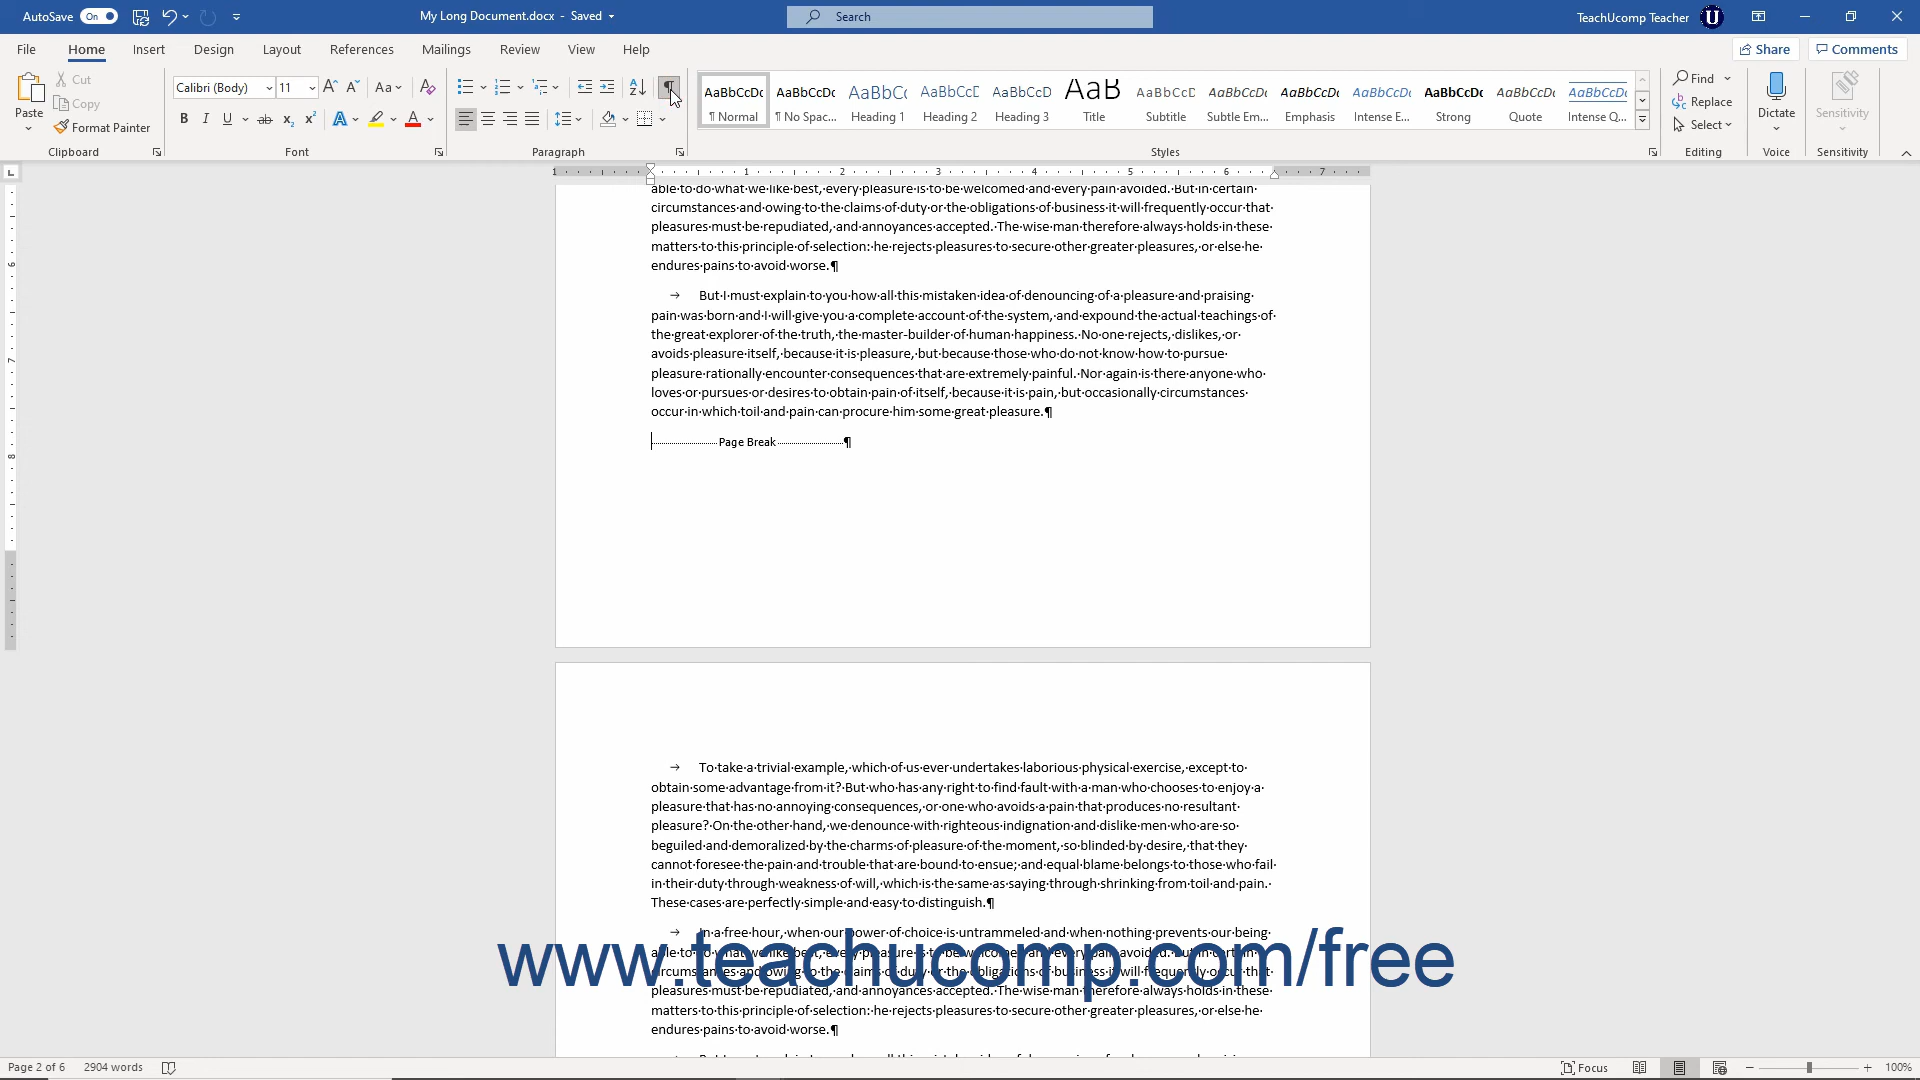 AutoSave On My Long Document.docx - Saved Search TeachUcomp Teacher U
File Home Insert Design Layout References Mailings Review View Help Share Comments
Paste Cut Copy Format Painter Clipboard
Calibri (Body) 11 Aa Font
Paragraph
AaBbCcDc AaBbCcDc AaBbCc AaBbCcE AaBbCcD AaB AaBbCcD AaBbCcDc AaBbCcDc AaBbCcDc AaBbCcDc AaBbCcDc AaBbCcDc
¶ Normal ¶ No Spac... Heading 1 Heading 2 Heading 3 Title Subtitle Subtle Em... Emphasis Intense E... Strong Quote Intense Q...
Styles
Find Replace Select Editing
Dictate Voice
Sensitivity Sensitivity
1 1 2 3 4 5 6 7
able·to·do·what·we·like·best,·every·pleasure·is·to·be·welcomed·and·every·pain·avoided.·But·in·certain·
circumstances·and·owing·to·the·claims·of·duty·or·the·obligations·of·business·it·will·frequently·occur·that·
pleasures·must·be·repudiated,·and·annoyances·accepted.·The·wise·man·therefore·always·holds·in·these·
matters·to·this·principle·of·selection:·he·rejects·pleasures·to·secure·other·greater·pleasures,·or·else·he·
endures·pains·to·avoid·worse.¶
→ But·I·must·explain·to·you·how·all·this·mistaken·idea·of·denouncing·of·a·pleasure·and·praising·
pain·was·born·and·I·will·give·you·a·complete·account·of·the·system,·and·expound·the·actual·teachings·of·
the·great·explorer·of·the·truth,·the·master-builder·of·human·happiness.·No·one·rejects,·dislikes,·or·
avoids·pleasure·itself,·because·it·is·pleasure,·but·because·those·who·do·not·know·how·to·pursue·
pleasure·rationally·encounter·consequences·that·are·extremely·painful.·Nor·again·is·there·anyone·who·
loves·or·pursues·or·desires·to·obtain·pain·of·itself,·because·it·is·pain,·but·occasionally·circumstances·
occur·in·which·toil·and·pain·can·procure·him·some·great·pleasure.¶
Page Break ¶
→ To·take·a·trivial·example,·which·of·us·ever·undertakes·laborious·physical·exercise,·except·to·
obtain·some·advantage·from·it?·But·who·has·any·right·to·find·fault·with·a·man·who·chooses·to·enjoy·a·
pleasure·that·has·no·annoying·consequences,·or·one·who·avoids·a·pain·that·produces·no·resultant·
pleasure?·On·the·other·hand,·we·denounce·with·righteous·indignation·and·dislike·men·who·are·so·
beguiled·and·demoralized·by·the·charms·of·pleasure·of·the·moment,·so·blinded·by·desire,·that·they·
cannot·foresee·the·pain·and·trouble·that·are·bound·to·ensue;·and·equal·blame·belongs·to·those·who·fail·
in·their·duty·through·weakness·of·will,·which·is·the·same·as·saying·through·shrinking·from·toil·and·pain.·
These·cases·are·perfectly·simple·and·easy·to·distinguish.¶
→ In·a·free·hour,·when·our·power·of·choice·is·untrammeled·and·when·nothing·prevents·our·being·
able·to·do·what·we·like·best,·every·pleasure·is·to·be·welcomed·and·every·pain·avoided.·But·in·certain·
www.teachucomp.com/free
circumstances·and·owing·to·the·claims·of·duty·or·the·obligations·of·business·it·will·frequently·occur·that·
pleasures·must·be·repudiated,·and·annoyances·accepted.·The·wise·man·therefore·always·holds·in·these·
matters·to·this·principle·of·selection:·he·rejects·pleasures·to·secure·other·greater·pleasures,·or·else·he·
endures·pains·to·avoid·worse.¶
Page 2 of 6 2904 words Focus 100%